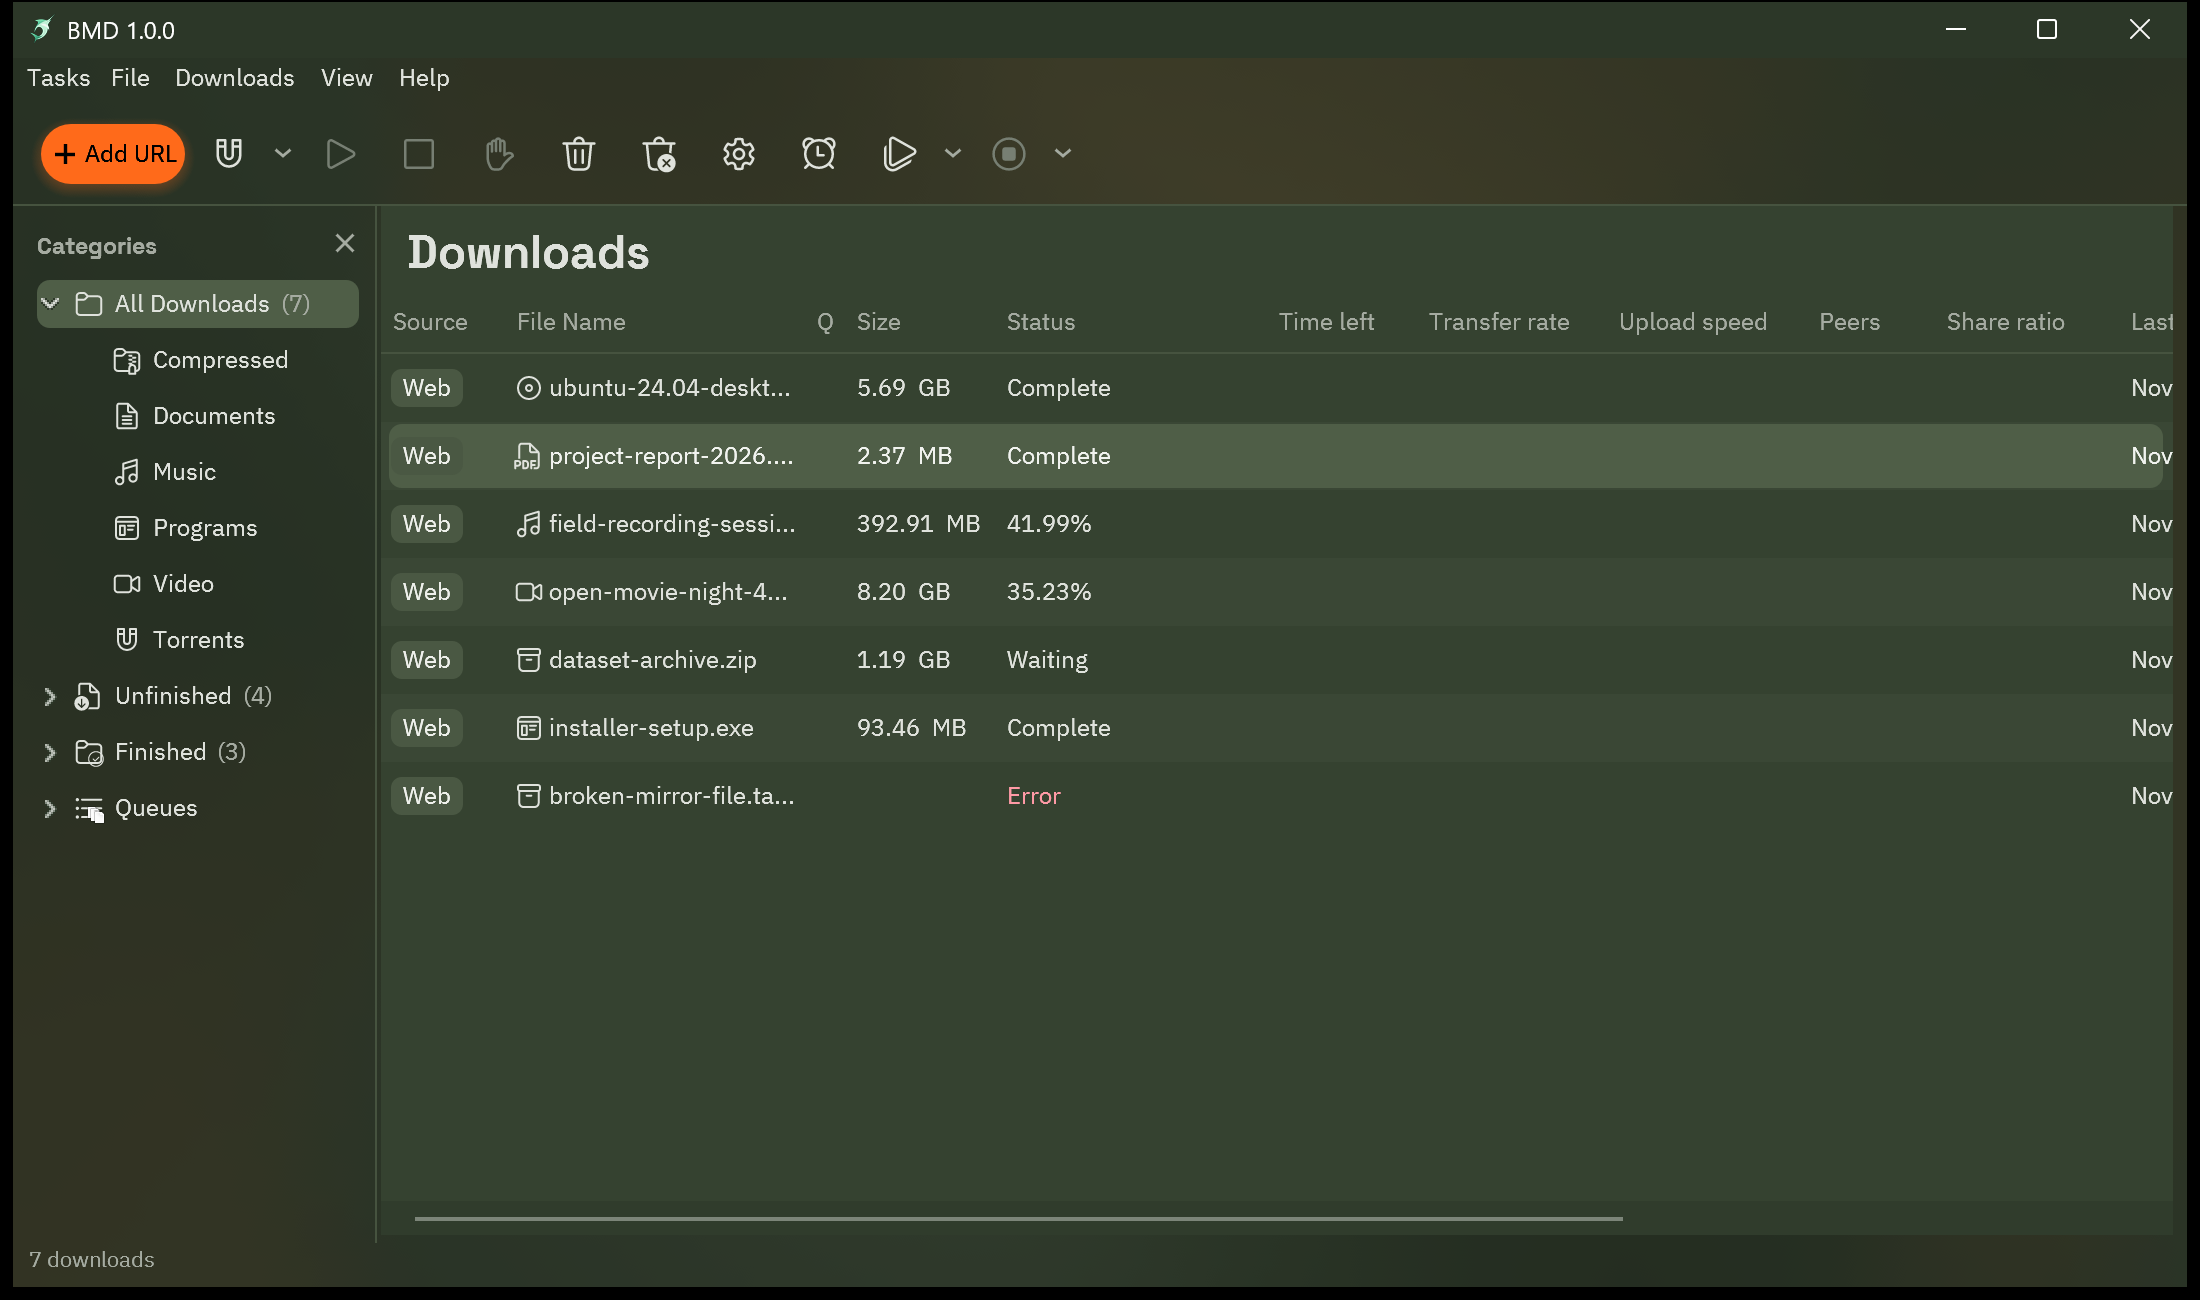 BMD 1.0.0
Tasks File Downloads View Help
+ Add URL
Categories
All Downloads (7)
Compressed
Documents
Music
Programs
Video
Torrents
Unfinished (4)
Finished (3)
Queues
Downloads
Source File Name Q Size Status Time left Transfer rate Upload speed Peers Share ratio Last
Web ubuntu-24.04-deskt... 5.69 GB Complete Nov
Web PDF project-report-2026.... 2.37 MB Complete Nov
Web field-recording-sessi... 392.91 MB 41.99% Nov
Web open-movie-night-4... 8.20 GB 35.23% Nov
Web dataset-archive.zip 1.19 GB Waiting Nov
Web installer-setup.exe 93.46 MB Complete Nov
Web broken-mirror-file.ta... Error Nov
7 downloads